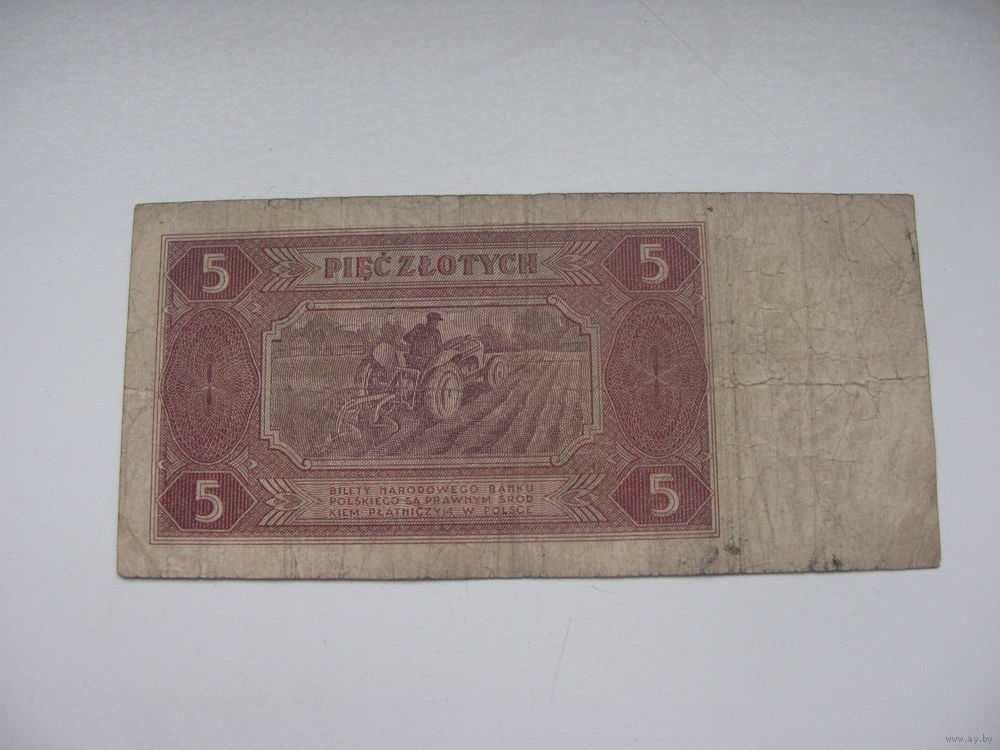 5 PIĘĆ ZŁOTYCH 5
5 BILETY NARODOWEGO BANKU
POLSKIEGO SĄ PRAWNYM ŚROD
KIEM PŁATNICZYM W POLSCE 5
www.ay.by